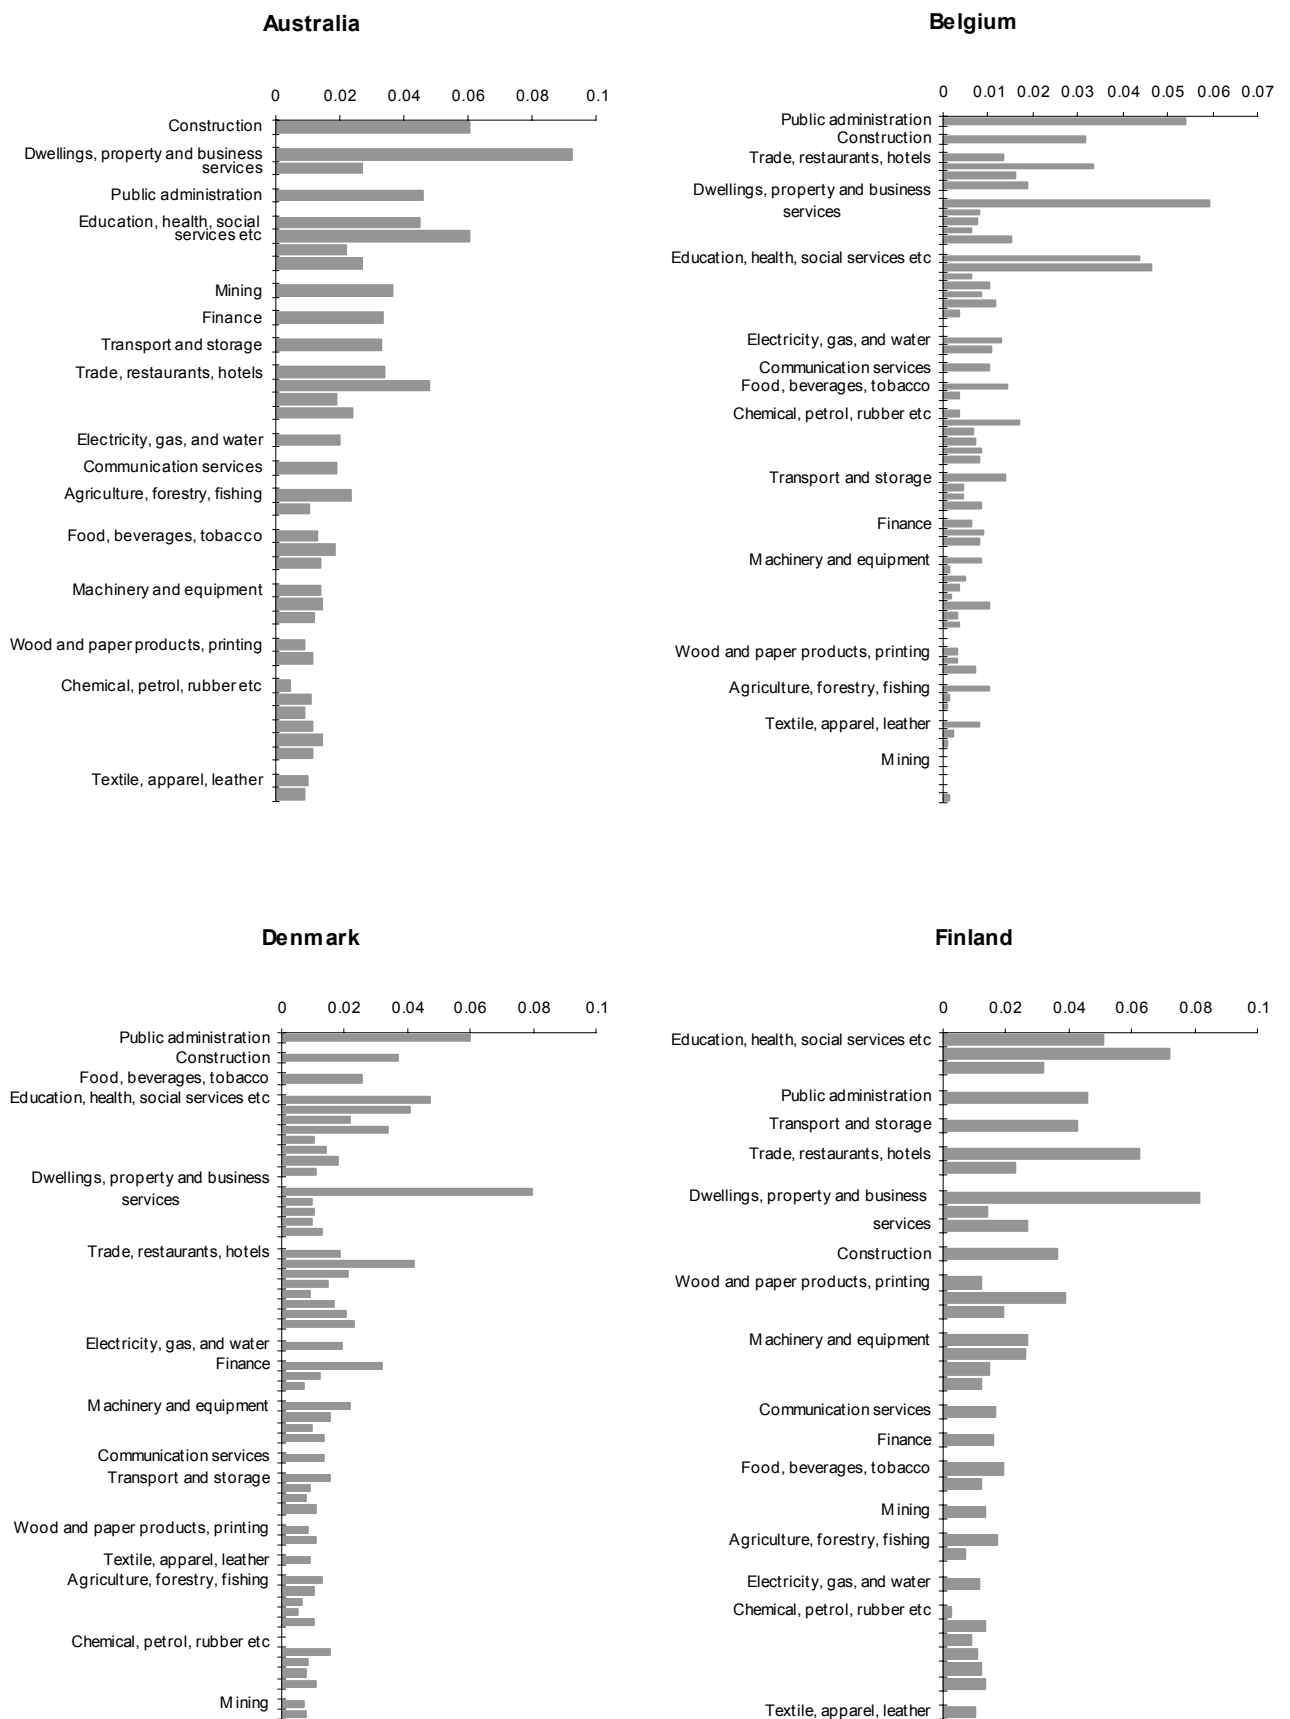 Australia
0 0.02 0.04 0.06 0.08 0.1
Construction
Dwellings, property and business
services
Public administration
Education, health, social
services etc
Mining
Finance
Transport and storage
Trade, restaurants, hotels
Electricity, gas, and water
Communication services
Agriculture, forestry, fishing
Food, beverages, tobacco
Machinery and equipment
Wood and paper products, printing
Chemical, petrol, rubber etc
Textile, apparel, leather
Belgium
0 0.01 0.02 0.03 0.04 0.05 0.06 0.07
Public administration
Construction
Trade, restaurants, hotels
Dwellings, property and business
services
Education, health, social services etc
Electricity, gas, and water
Communication services
Food, beverages, tobacco
Chemical, petrol, rubber etc
Transport and storage
Finance
Machinery and equipment
Wood and paper products, printing
Agriculture, forestry, fishing
Textile, apparel, leather
Mining
Denmark
0 0.02 0.04 0.06 0.08 0.1
Public administration
Construction
Food, beverages, tobacco
Education, health, social services etc
Dwellings, property and business
services
Trade, restaurants, hotels
Electricity, gas, and water
Finance
Machinery and equipment
Communication services
Transport and storage
Wood and paper products, printing
Textile, apparel, leather
Agriculture, forestry, fishing
Chemical, petrol, rubber etc
Mining
Finland
0 0.02 0.04 0.06 0.08 0.1
Education, health, social services etc
Public administration
Transport and storage
Trade, restaurants, hotels
Dwellings, property and business
services
Construction
Wood and paper products, printing
Machinery and equipment
Communication services
Finance
Food, beverages, tobacco
Mining
Agriculture, forestry, fishing
Electricity, gas, and water
Chemical, petrol, rubber etc
Textile, apparel, leather